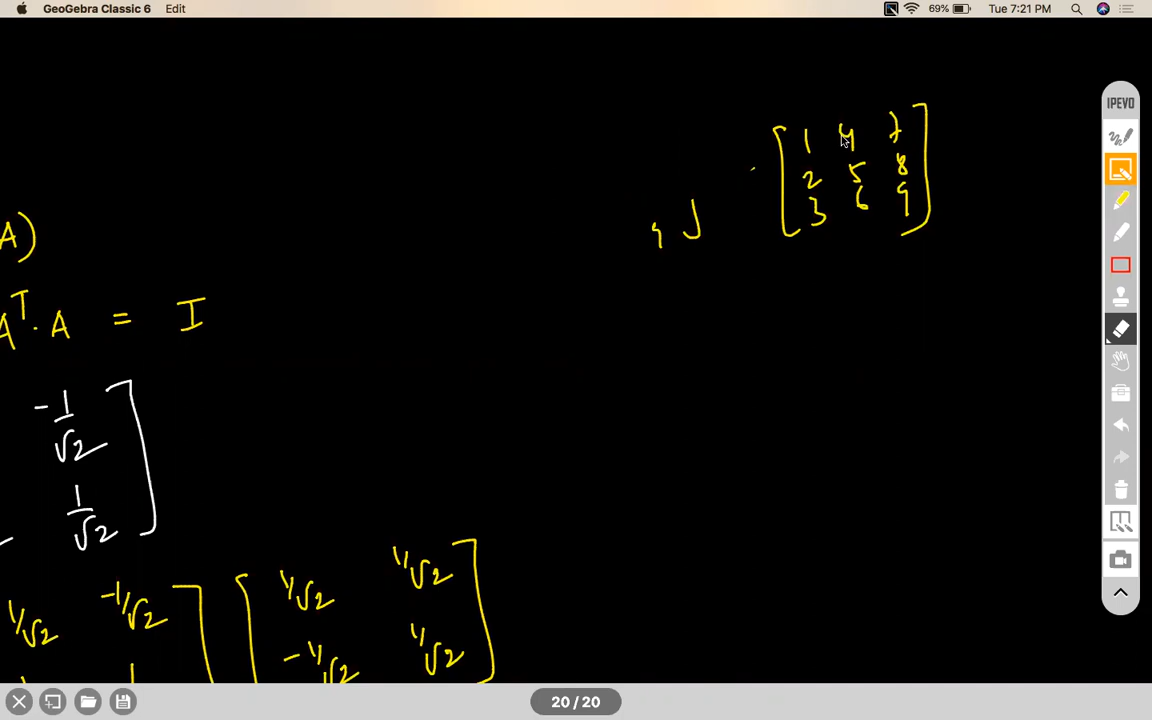 GeoGebra Classic 6 Edit 69% Tue 7:21 PM
IPEVO
1 4 7
2 5 8
3 6 9
A)
Aᵀ · A = I
-1/√2
1/√2
1/√2 -1/√2
1/√2 1/√2
-1/√2 1/√2
20/20